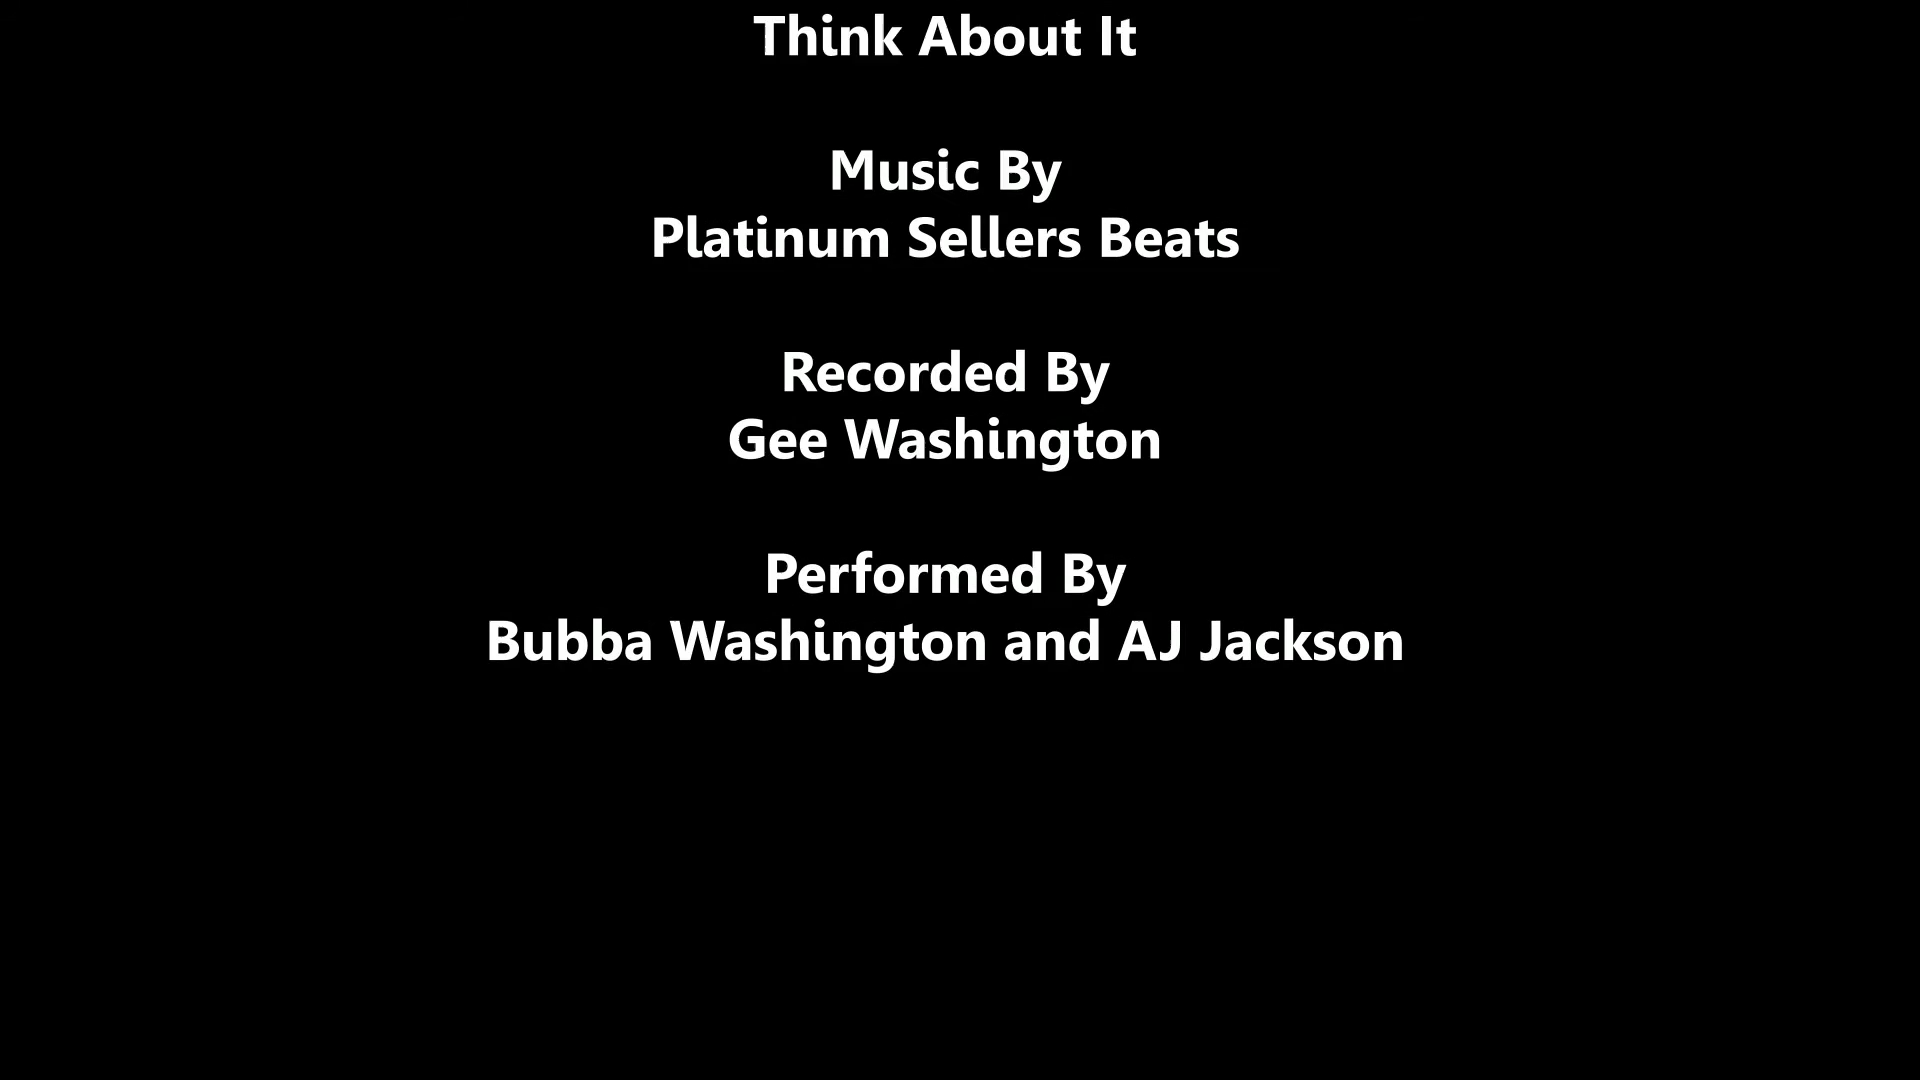 Think About It
Music By
Platinum Sellers Beats
Recorded By
Gee Washington
Performed By
Bubba Washington and AJ Jackson